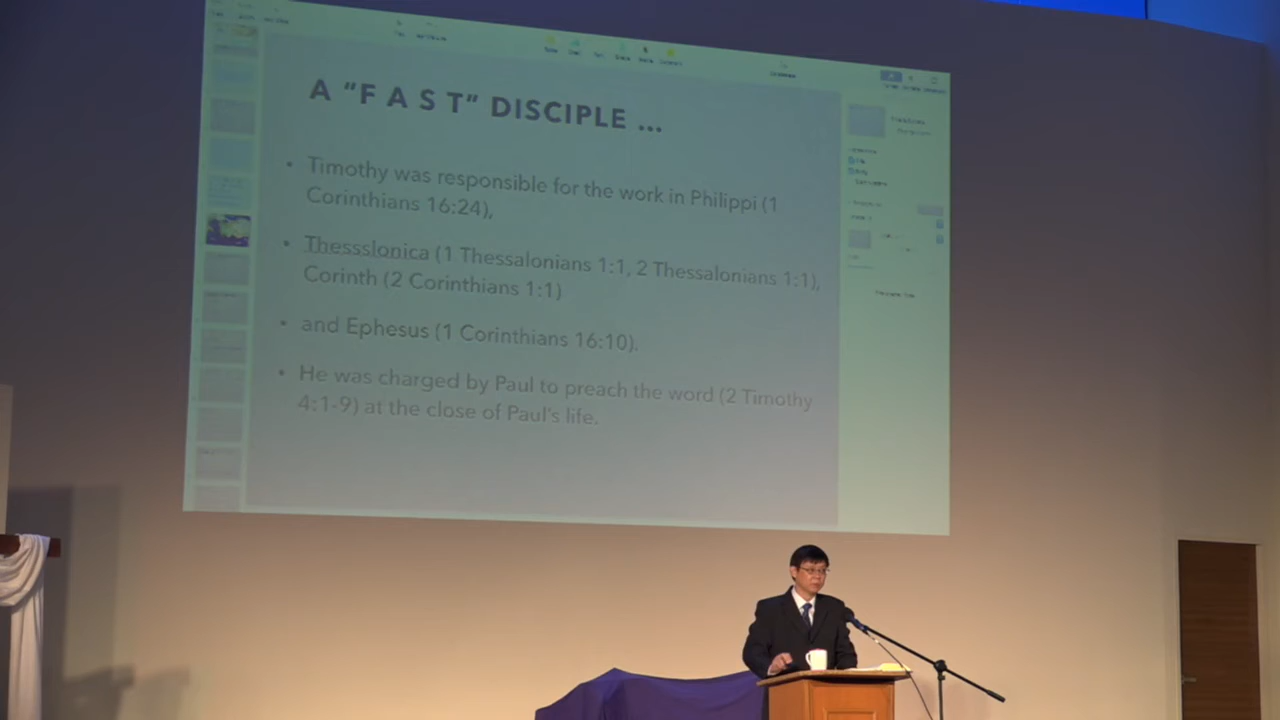 A "F A S T" DISCIPLE ...
• Timothy was responsible for the work in Philippi (1
Corinthians 16:24),
• Thessslonica (1 Thessalonians 1:1, 2 Thessalonians 1:1),
Corinth (2 Corinthians 1:1)
• and Ephesus (1 Corinthians 16:10).
• He was charged by Paul to preach the word (2 Timothy
4:1-9) at the close of Paul's life.